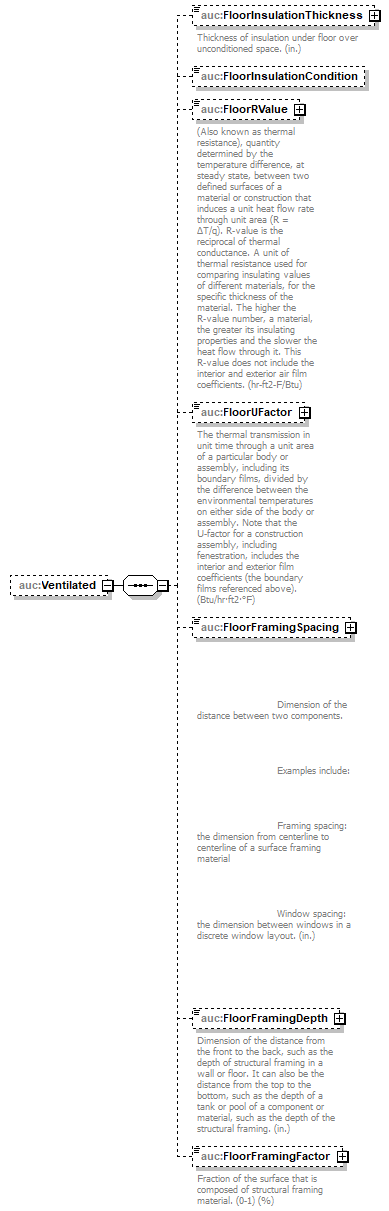 auc:FloorInsulationThickness
Thickness of insulation under floor over
unconditioned space. (in.)
auc:FloorInsulationCondition
auc:FloorRValue
(Also known as thermal
resistance), quantity
determined by the
temperature difference, at
steady state, between two
defined surfaces of a
material or construction that
induces a unit heat flow rate
through unit area (R =
ΔT/q). R-value is the
reciprocal of thermal
conductance. A unit of
thermal resistance used for
comparing insulating values
of different materials, for the
specific thickness of the
material. The higher the
R-value number, a material,
the greater its insulating
properties and the slower the
heat flow through it. This
R-value does not include the
interior and exterior air film
coefficients. (hr-ft2-F/Btu)
auc:FloorUFactor
The thermal transmission in
unit time through a unit area
of a particular body or
assembly, including its
boundary films, divided by
the difference between the
environmental temperatures
on either side of the body or
assembly. Note that the
U-factor for a construction
assembly, including
fenestration, includes the
interior and exterior film
coefficients (the boundary
films referenced above).
(Btu/hr·ft2·°F)
auc:Ventilated
auc:FloorFramingSpacing
Dimension of the
distance between two components.
Examples include:
Framing spacing:
the dimension from centerline to
centerline of a surface framing
material
Window spacing:
the dimension between windows in a
discrete window layout. (in.)
auc:FloorFramingDepth
Dimension of the distance from
the front to the back, such as the
depth of structural framing in a
wall or floor. It can also be the
distance from the top to the
bottom, such as the depth of a
tank or pool of a component or
material, such as the depth of the
structural framing. (in.)
auc:FloorFramingFactor
Fraction of the surface that is
composed of structural framing
material. (0-1) (%)